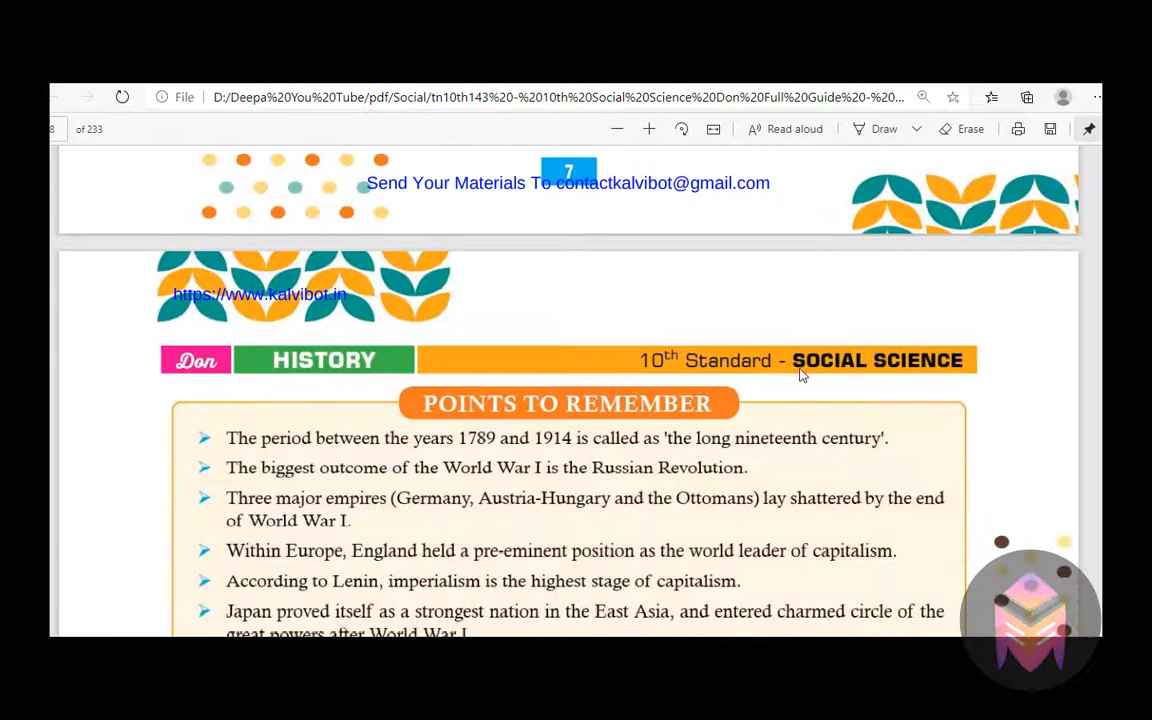 File D:/Deepa%20You%20Tube/pdf/Social/tn10th143%20-%2010th%20Social%20Science%20Don%20Full%20Guide%20-%20...
8 of 233 Read aloud Draw Erase
7
Send Your Materials To contactkalvibot@gmail.com
https://www.kalvibot.in
Don HISTORY 10th Standard - SOCIAL SCIENCE
POINTS TO REMEMBER
The period between the years 1789 and 1914 is called as 'the long nineteenth century'.
The biggest outcome of the World War I is the Russian Revolution.
Three major empires (Germany, Austria-Hungary and the Ottomans) lay shattered by the end
of World War I.
Within Europe, England held a pre-eminent position as the world leader of capitalism.
According to Lenin, imperialism is the highest stage of capitalism.
Japan proved itself as a strongest nation in the East Asia, and entered charmed circle of the
great powers after World War I